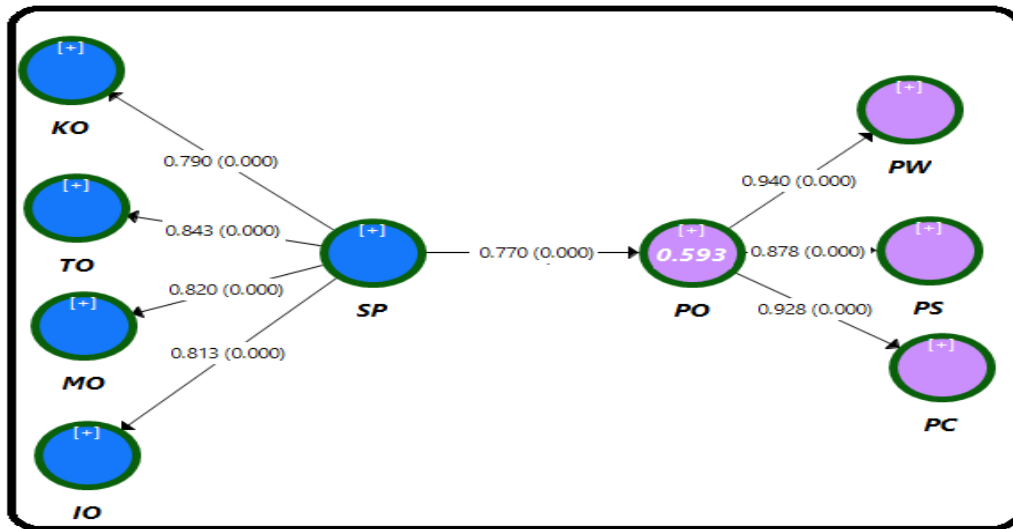 [+]
KO
0.790 (0.000)
[+]
TO
0.843 (0.000)
[+]
MO
0.820 (0.000)
[+]
IO
0.813 (0.000)
[+]
SP
0.770 (0.000)
[+]
0.593
PO
0.940 (0.000)
[+]
PW
0.878 (0.000)
[+]
PS
0.928 (0.000)
[+]
PC